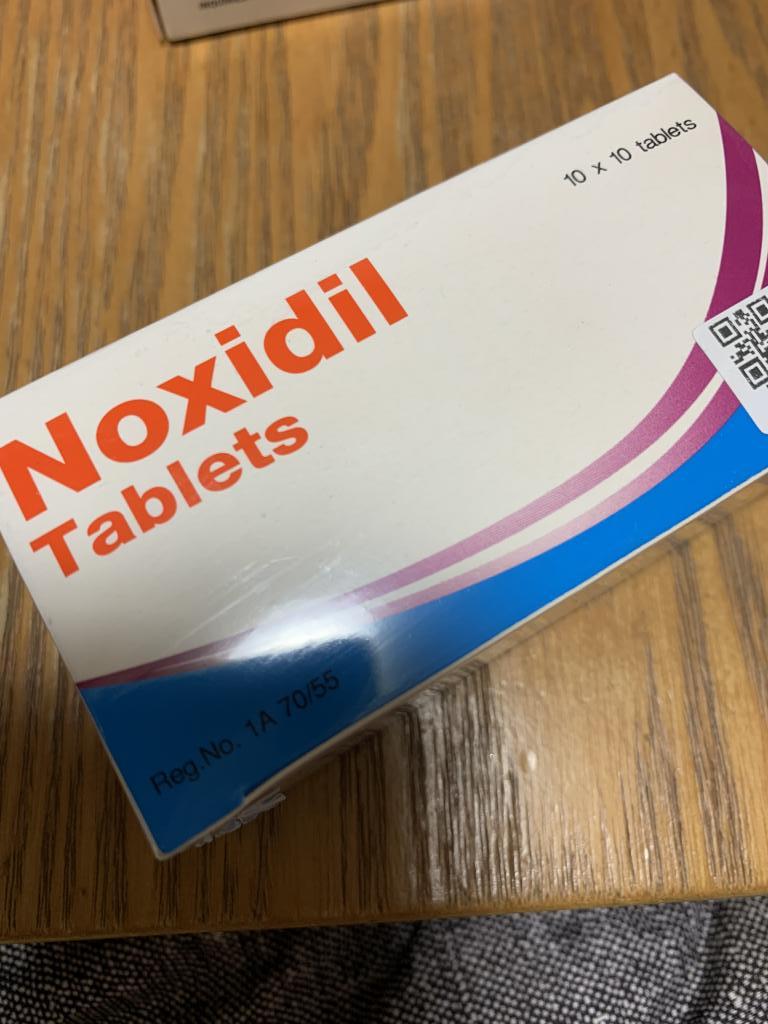 10 x 10 tablets
Noxidil
Tablets
Reg.No. 1A 70/55